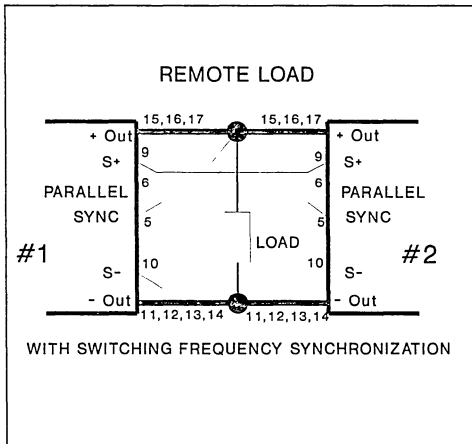 REMOTE LOAD
15,16,17 15,16,17
+ Out + Out
9 9
S+ S+
6 6
PARALLEL PARALLEL
SYNC SYNC
5 5
#1 LOAD #2
10 10
S- S-
- Out - Out
11,12,13,14 11,12,13,14
WITH SWITCHING FREQUENCY SYNCHRONIZATION